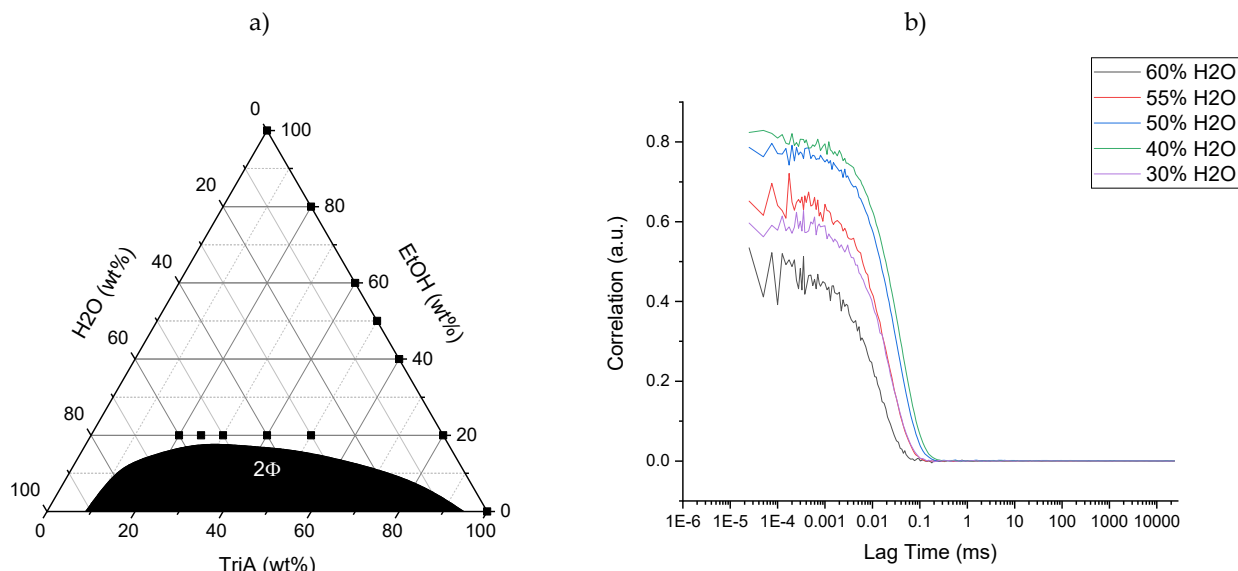 a)
0
100
20
80
40
60
60
40
80
20
100
0
H2O (wt%)
EtOH (wt%)
2Φ
0
20
40
60
80
100
TriA (wt%)
b)
60% H2O
55% H2O
50% H2O
40% H2O
30% H2O
0.8
0.6
0.4
0.2
0.0
Correlation (a.u.)
1E-6
1E-5
1E-4
0.001
0.01
0.1
1
10
100
1000
10000
Lag Time (ms)